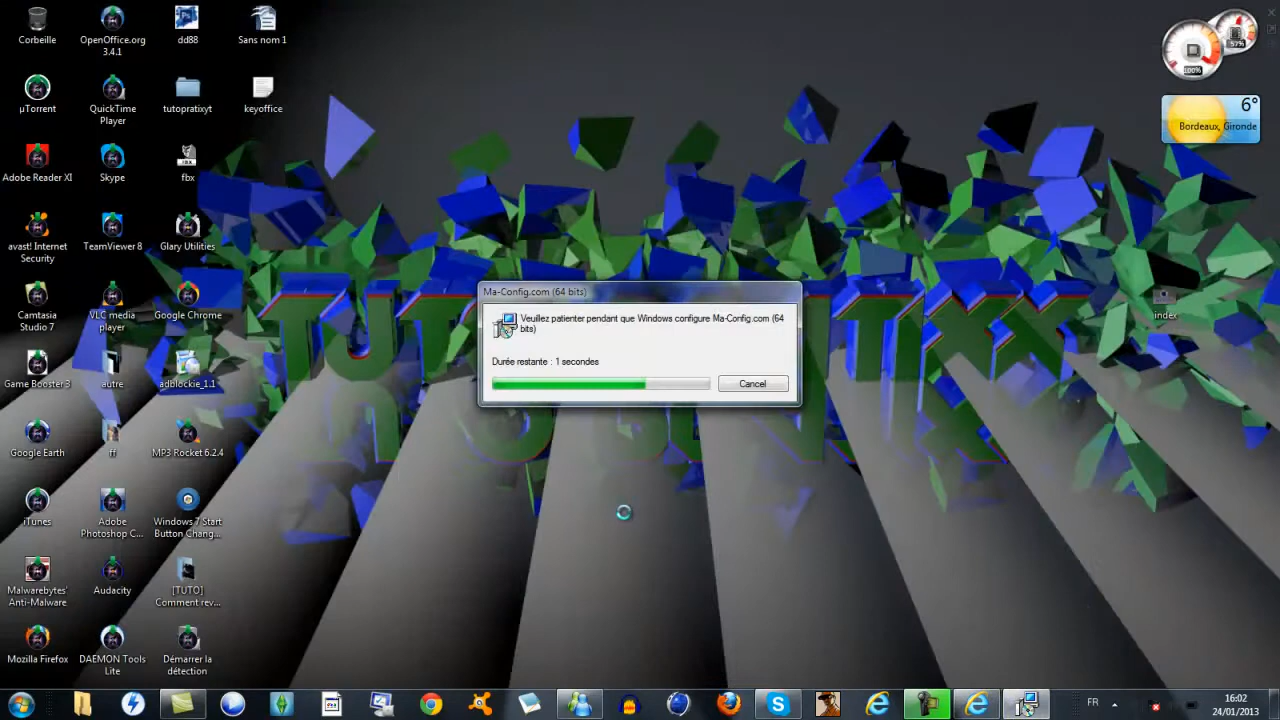 Corbeille
OpenOffice.org
3.4.1
dd88
Sans nom 1
µTorrent
QuickTime
Player
tutopratixyt
keyoffice
Adobe Reader XI
Skype
fbx
avast! Internet
Security
TeamViewer 8
Glary Utilities
Camtasia
Studio 7
VLC media
player
Google Chrome
Game Booster 3
autre
adblockie_1.1
Google Earth
ff
MP3 Rocket 6.2.4
iTunes
Adobe
Photoshop C...
Windows 7 Start
Button Chang...
Malwarebytes'
Anti-Malware
Audacity
[TUTO]
Comment rev...
Mozilla Firefox
DAEMON Tools
Lite
Démarrer la
détection
57%
100%
6°
Bordeaux, Gironde
index
Ma-Config.com (64 bits)
Veuillez patienter pendant que Windows configure Ma-Config.com (64
bits)
Durée restante : 1 secondes
Cancel
FR
16:02
24/01/2013